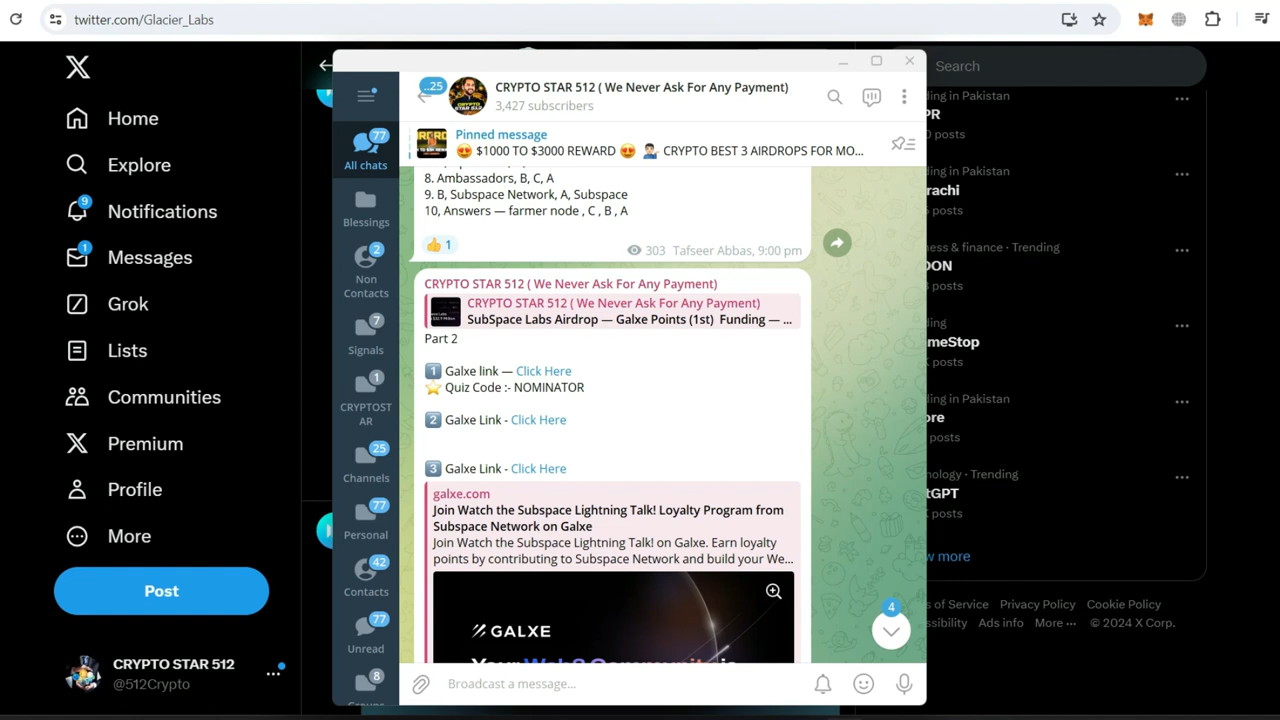 twitter.com/Glacier_Labs
Home
Explore
9
Notifications
1
Messages
Grok
Lists
Communities
Premium
Profile
More
Post
CRYPTO STAR 512
@512Crypto
77
All chats
Blessings
2
Non
Contacts
7
Signals
1
CRYPTOST
AR
25
Channels
77
Personal
42
Contacts
77
Unread
8
..25
CRYPTO STAR 512 ( We Never Ask For Any Payment)
3,427 subscribers
Pinned message
😍 $1000 TO $3000 REWARD 😍 💁🏻‍♂️ CRYPTO BEST 3 AIRDROPS FOR MO...
8. Ambassadors, B, C, A
9. B, Subspace Network, A, Subspace
10, Answers — farmer node , C , B , A
👍 1
303 Tafseer Abbas, 9:00 pm
CRYPTO STAR 512 ( We Never Ask For Any Payment)
CRYPTO STAR 512 ( We Never Ask For Any Payment)
SubSpace Labs Airdrop — Galxe Points (1st) Funding — ...
Part 2
1️⃣ Galxe link — Click Here
⭐ Quiz Code :- NOMINATOR
2️⃣ Galxe Link - Click Here
3️⃣ Galxe Link - Click Here
galxe.com
Join Watch the Subspace Lightning Talk! Loyalty Program from
Subspace Network on Galxe
Join Watch the Subspace Lightning Talk! on Galxe. Earn loyalty
points by contributing to Subspace Network and build your We...
GALXE
4
Broadcast a message...
Search
ding in Pakistan
PR
posts
ding in Pakistan
rachi
posts
ness & finance · Trending
DON
posts
ding
meStop
posts
ding in Pakistan
ore
posts
nology · Trending
tGPT
posts
w more
s of Service Privacy Policy Cookie Policy
ssibility Ads info More ··· © 2024 X Corp.